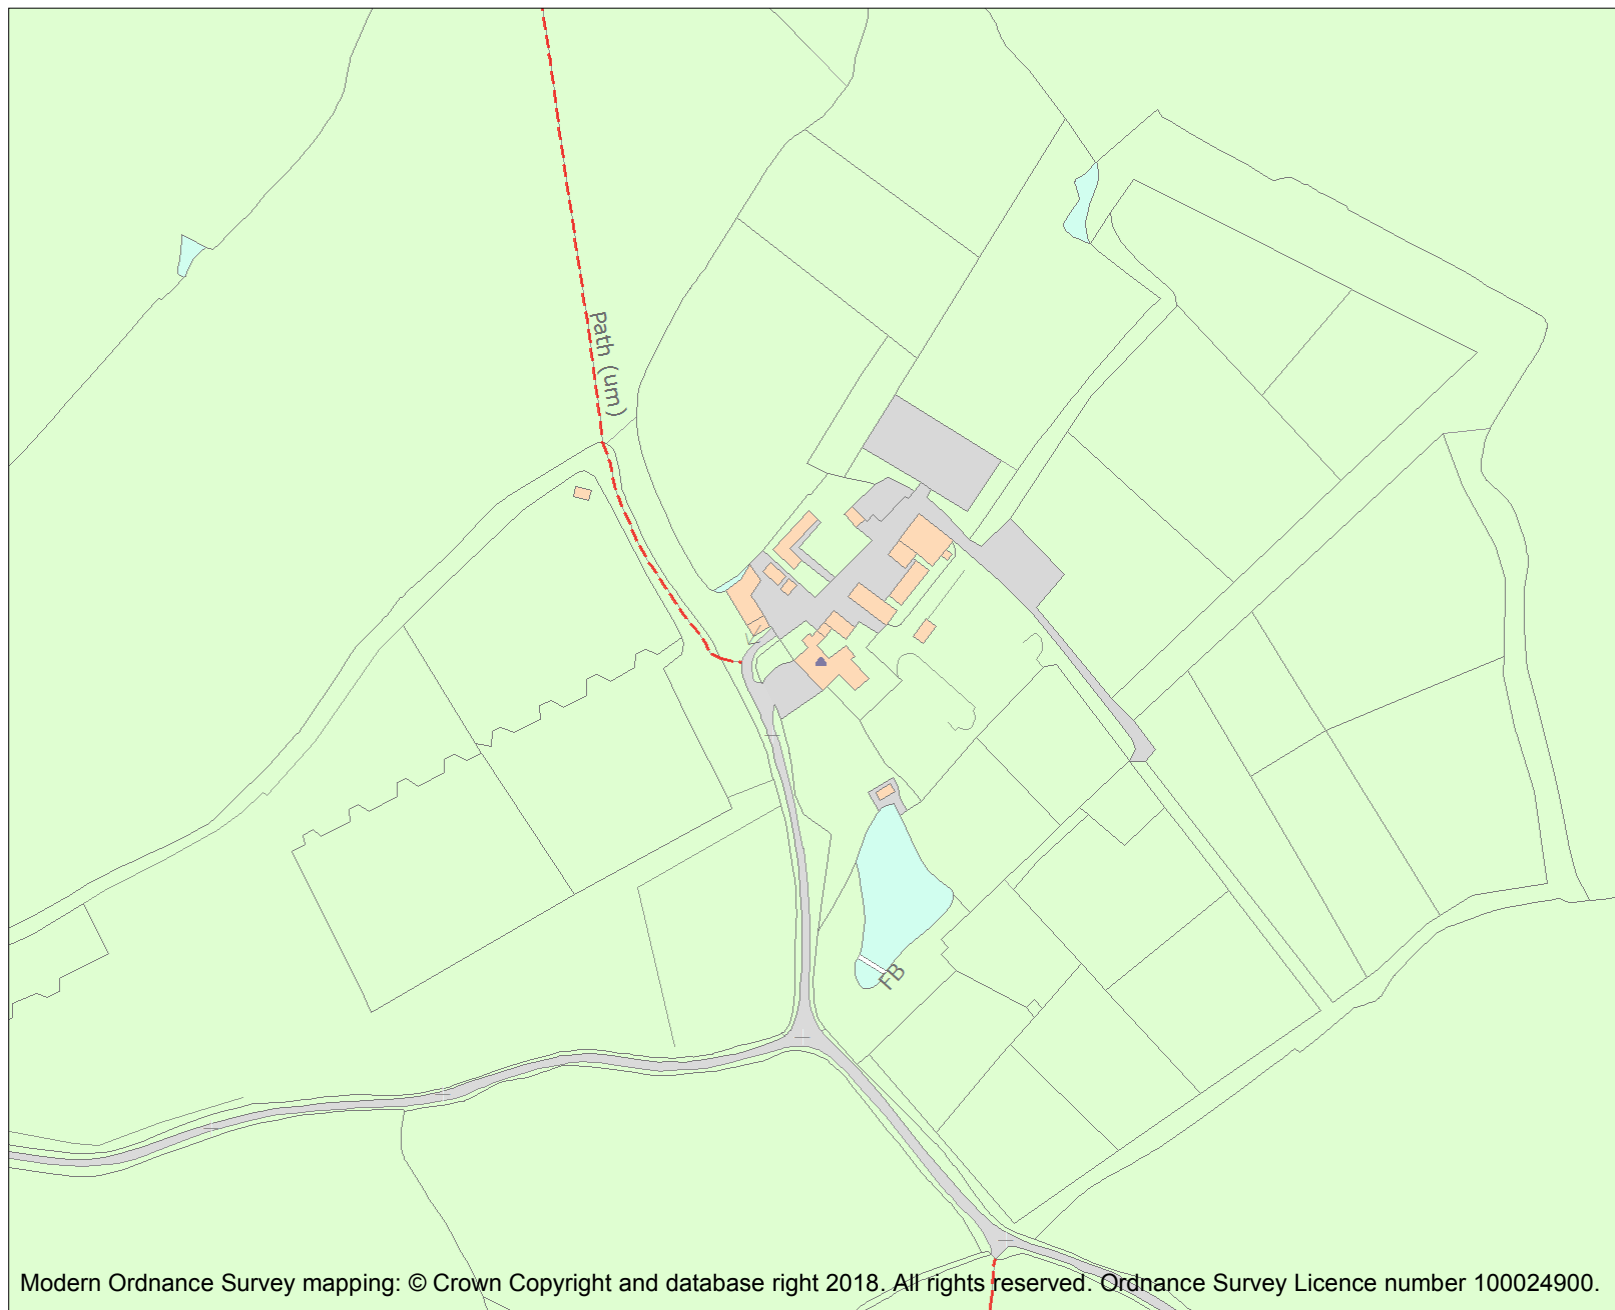 Path (um)
FB
Modern Ordnance Survey mapping: © Crown Copyright and database right 2018. All rights reserved. Ordnance Survey Licence number 100024900.